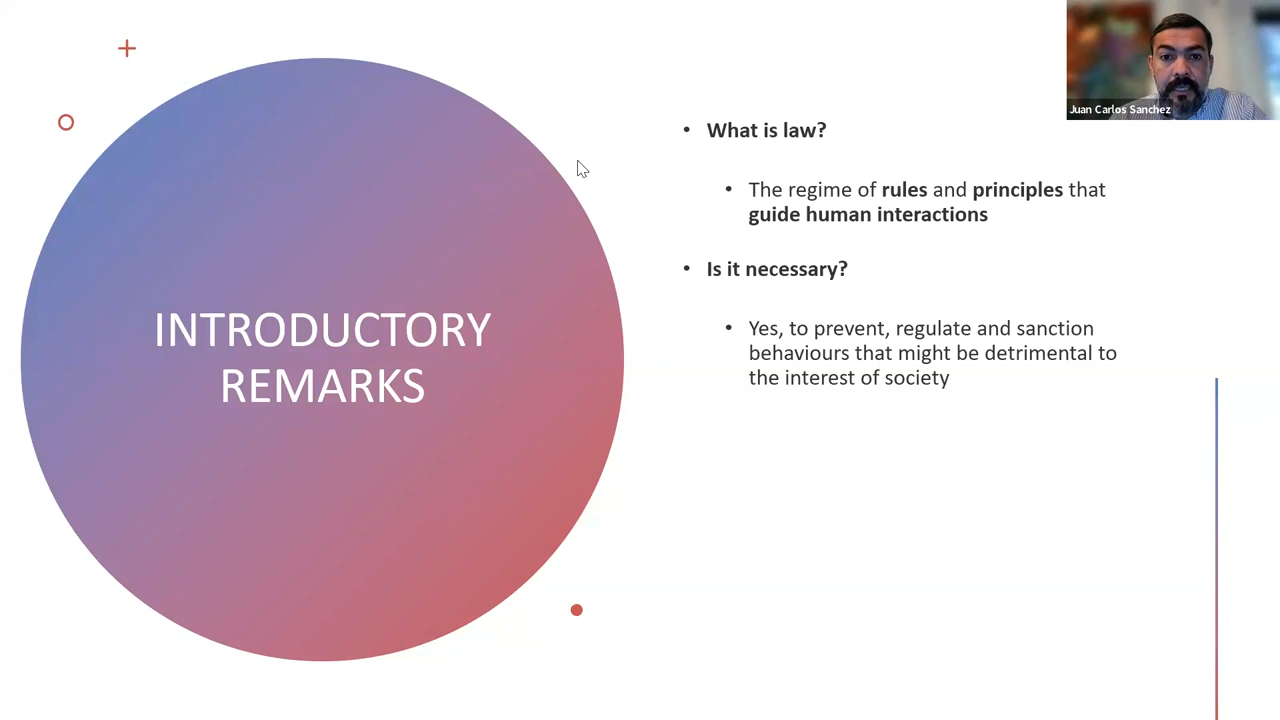 INTRODUCTORY
REMARKS
• What is law?
• The regime of rules and principles that
guide human interactions
• Is it necessary?
• Yes, to prevent, regulate and sanction
behaviours that might be detrimental to
the interest of society
Juan Carlos Sanchez